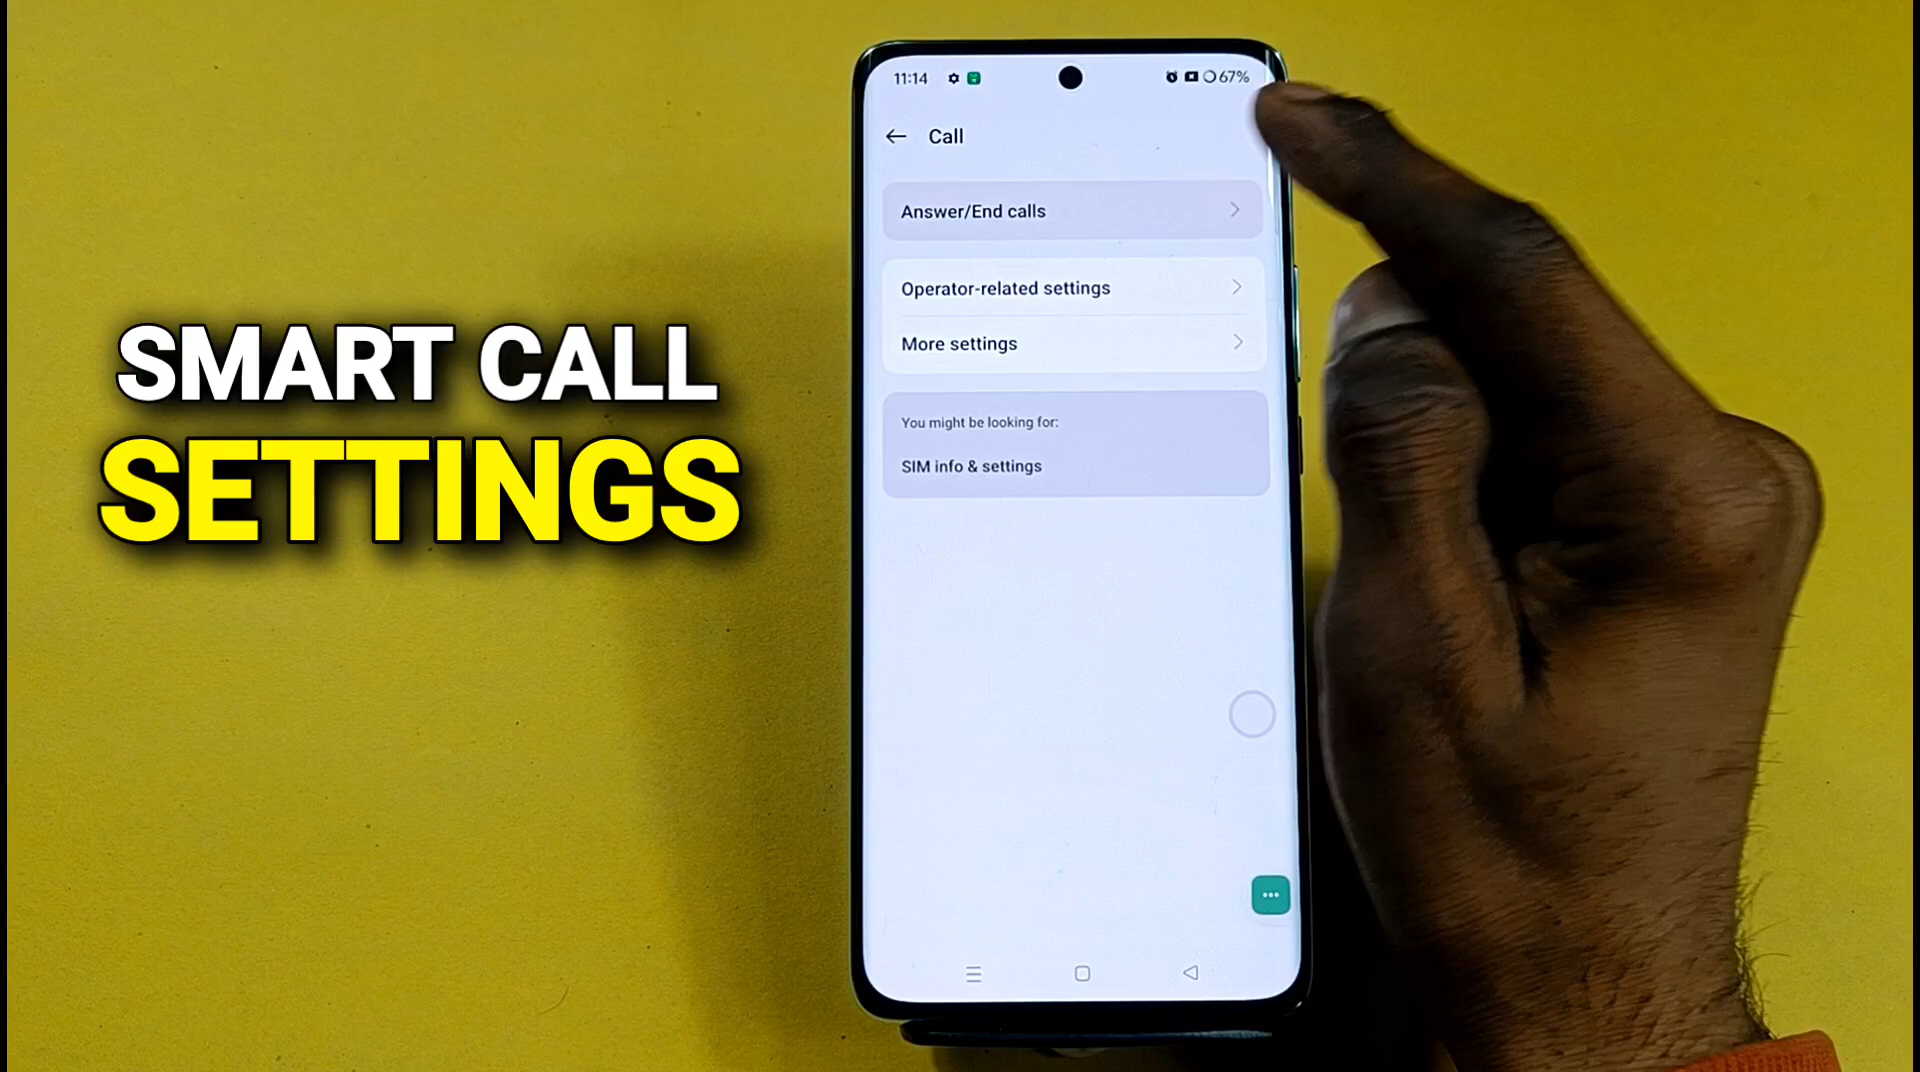 SMART CALL
SETTINGS
11:14
67%
Call
Answer/End calls
Operator-related settings
More settings
You might be looking for:
SIM info & settings